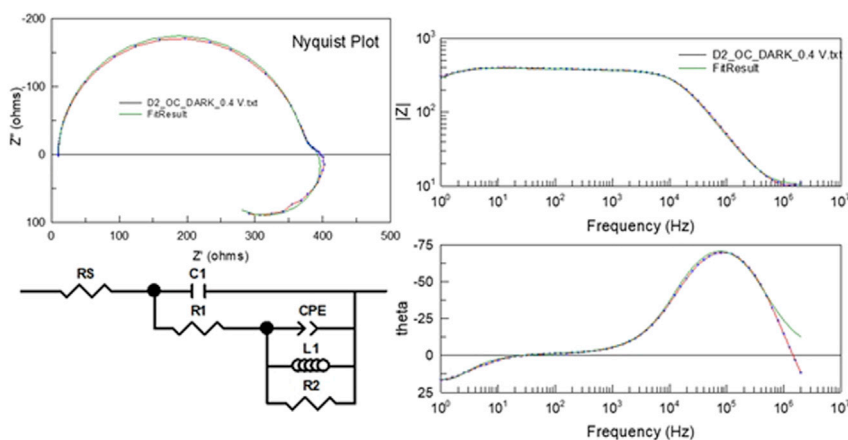 Nyquist Plot
-200
-100
0
100
0
100
200
300
400
500
Z" (ohms)
Z' (ohms)
D2_OC_DARK_0.4 V.txt
FitResult
10³
10²
10¹
|Z|
D2_OC_DARK_0.4 V.txt
FitResult
10⁰
10¹
10²
10³
10⁴
10⁵
10⁶
10⁷
Frequency (Hz)
RS
C1
R1
CPE
L1
R2
-75
-50
-25
0
25
theta
10⁰
10¹
10²
10³
10⁴
10⁵
10⁶
10⁷
Frequency (Hz)